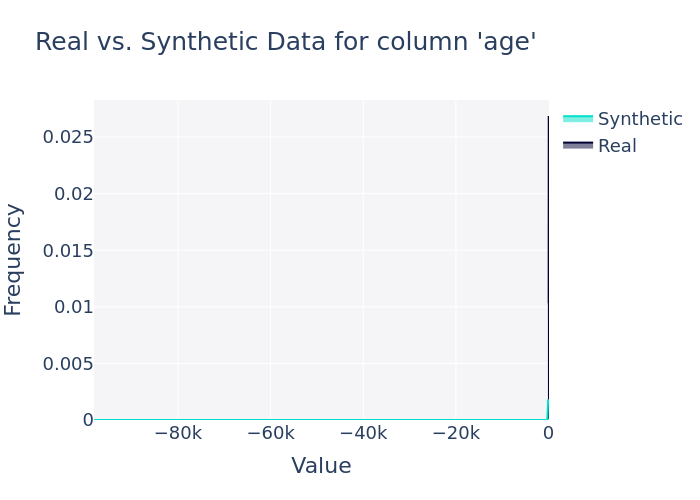 Real vs. Synthetic Data for column 'age'
Synthetic
Real
Frequency
0.025
0.02
0.015
0.01
0.005
0
−80k
−60k
−40k
−20k
0
Value